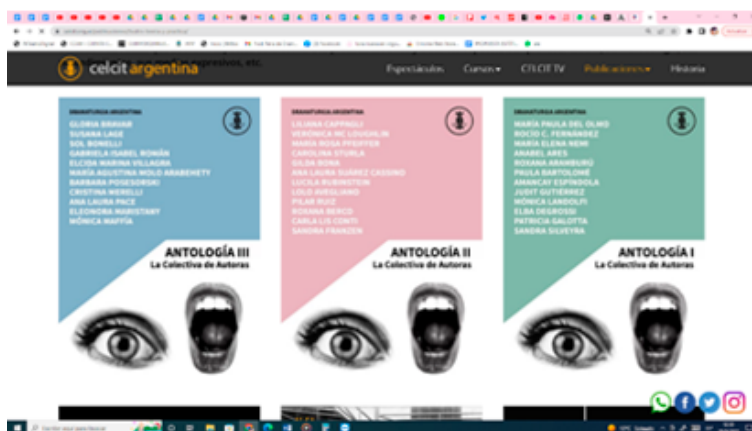 celcit argentina
Espectáculos Cursos CELCIT TV Publicaciones Historia
expresivos, etc.
DRAMATURGIA ARGENTINA
GLORIA BRAVAR
SUSANA LAGE
SOL BONELLI
GABRIELA ISABEL ROMÁN
ELCIDA MARINA VILLAGRA
MARÍA AGUSTINA MOLO ARABEHETY
BARBARA POSESORSKI
CRISTINA MERELLI
ANA LAURA PACE
ELEONORA MARISTANY
MÓNICA MAFFÍA
ANTOLOGÍA III
La Colectiva de Autoras
DRAMATURGIA ARGENTINA
LILIANA CAPPAGLI
VERÓNICA MC LOUGHLIN
MARÍA ROSA PFEIFFER
CAROLINA STURLA
GILDA BONA
ANA LAURA SUÁREZ CASSINO
LUCILA RUBINSTEIN
LOLO AVEGLIANO
PILAR RUIZ
ROXANA BERCO
CARLA LIS CONTI
SANDRA FRANZEN
ANTOLOGÍA II
La Colectiva de Autoras
DRAMATURGIA ARGENTINA
MARÍA PAULA DEL OLMO
ROCÍO C. FERNÁNDEZ
MARÍA ELENA NEMI
ANABEL ARES
ROXANA ARAMBURÚ
PAULA BARTOLOMÉ
AMANCAY ESPÍNDOLA
JUDIT GUTIÉRREZ
MÓNICA LANDOLFI
ELBA DEGROSSI
PATRICIA GALOTTA
SANDRA SILVEYRA
ANTOLOGÍA I
La Colectiva de Autoras